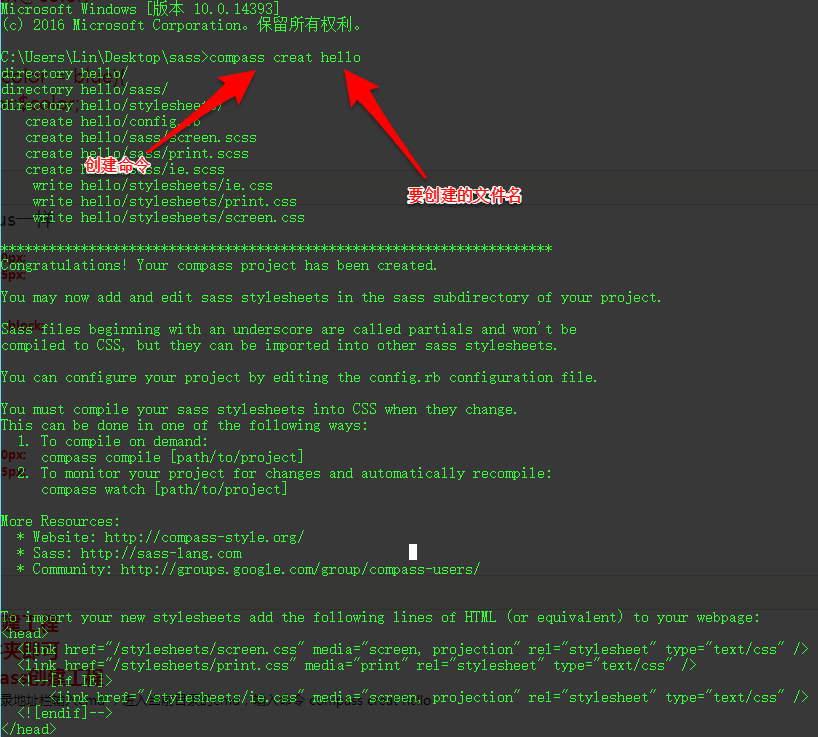 Microsoft Windows [版本 10.0.14393]
(c) 2016 Microsoft Corporation。保留所有权利。
C:\Users\Lin\Desktop\sass>compass creat hello
directory hello/
directory hello/sass/
directory hello/stylesheets/
create hello/config.rb
create hello/sass/screen.scss
create hello/sass/print.scss
create hello/sass/ie.scss
创建命令
write hello/stylesheets/ie.css
要创建的文件名
write hello/stylesheets/print.css
write hello/stylesheets/screen.css
*********************************************************************
Congratulations! Your compass project has been created.
You may now add and edit sass stylesheets in the sass subdirectory of your project.
Sass files beginning with an underscore are called partials and won't be
compiled to CSS, but they can be imported into other sass stylesheets.
You can configure your project by editing the config.rb configuration file.
You must compile your sass stylesheets into CSS when they change.
This can be done in one of the following ways:
1. To compile on demand:
compass compile [path/to/project]
2. To monitor your project for changes and automatically recompile:
compass watch [path/to/project]
More Resources:
* Website: http://compass-style.org/
* Sass: http://sass-lang.com
* Community: http://groups.google.com/group/compass-users/
To import your new stylesheets add the following lines of HTML (or equivalent) to your webpage:
<head>
<link href="/stylesheets/screen.css" media="screen, projection" rel="stylesheet" type="text/css" />
<link href="/stylesheets/print.css" media="print" rel="stylesheet" type="text/css" />
<!--[if IE]>
<link href="/stylesheets/ie.css" media="screen, projection" rel="stylesheet" type="text/css" />
<![endif]-->
</head>